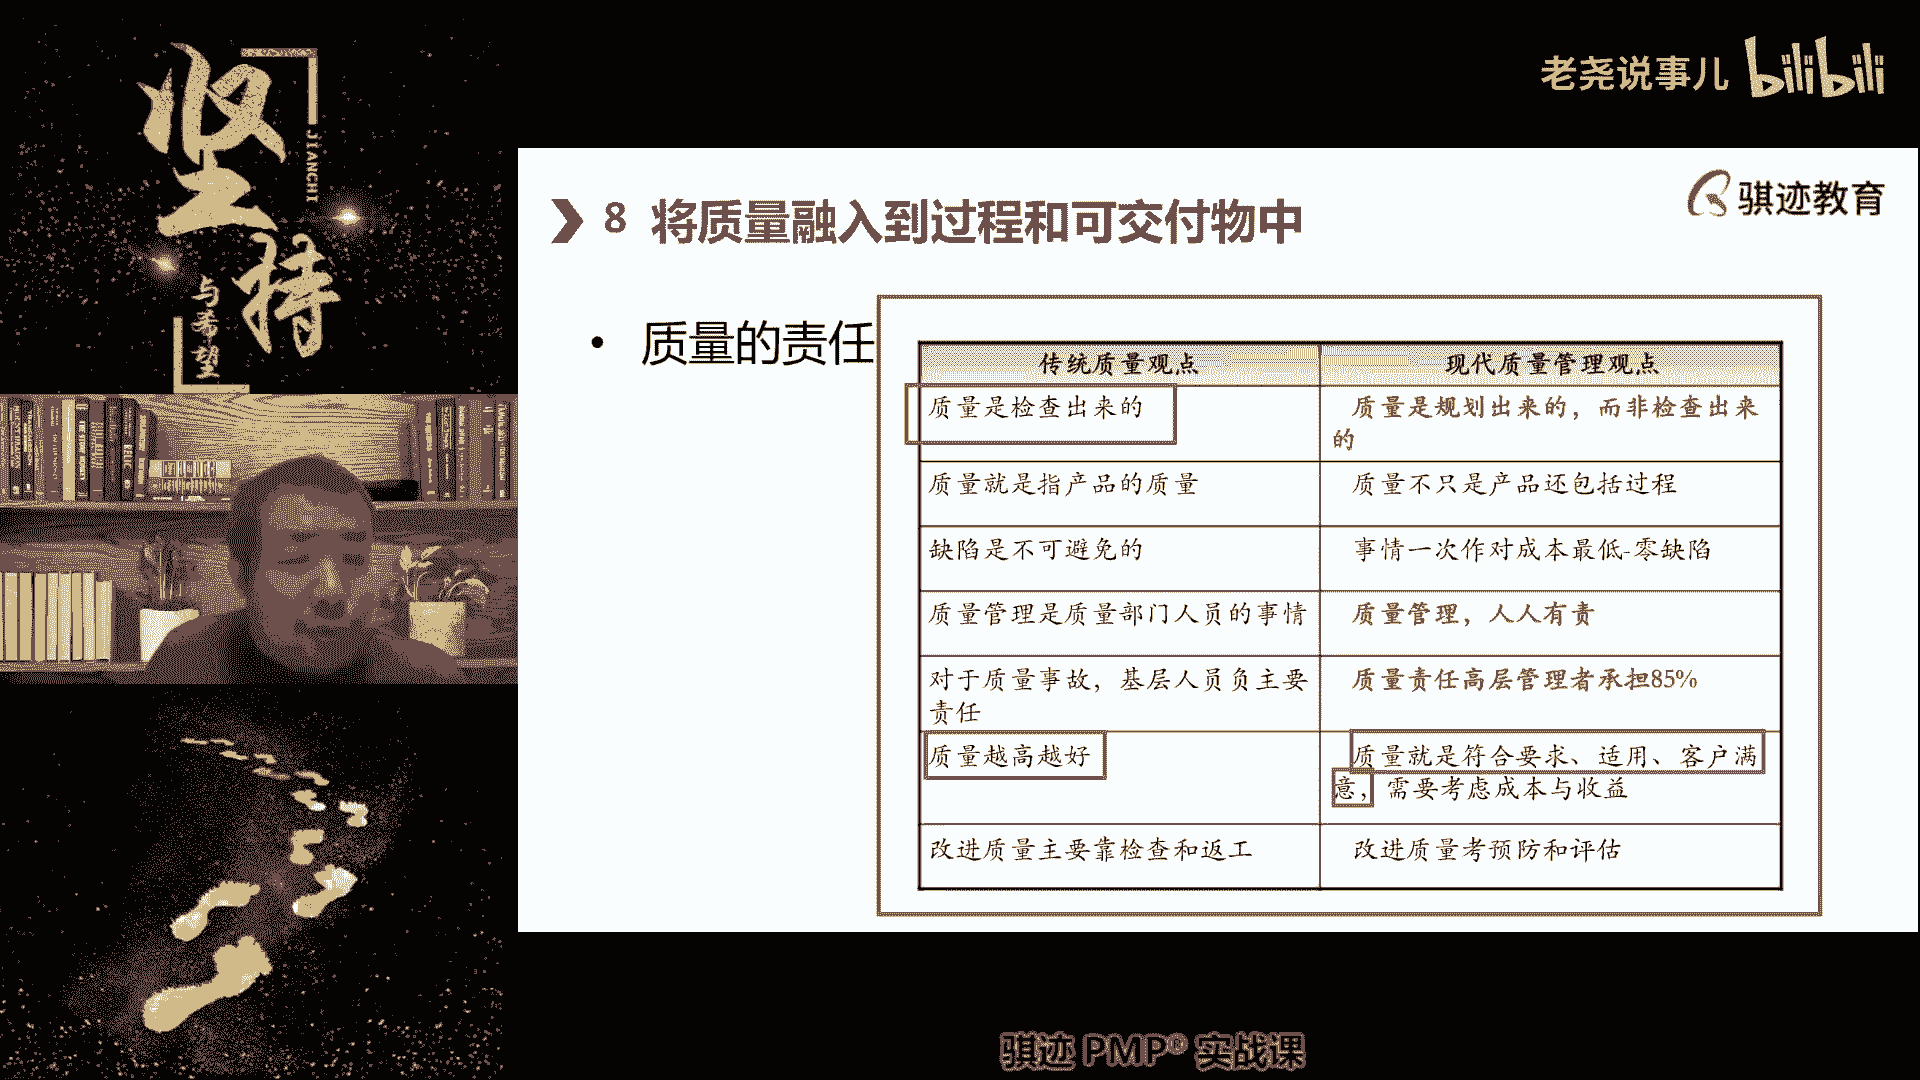 坚持
JIANCHI
与希望
老尧说事儿 bilibili
骐迹教育
8 将质量融入到过程和可交付物中
• 质量的责任
传统质量观点 现代质量管理观点
质量是检查出来的 质量是规划出来的，而非检查出来
的
质量就是指产品的质量 质量不只是产品还包括过程
缺陷是不可避免的 事情一次作对成本最低-零缺陷
质量管理是质量部门人员的事情 质量管理，人人有责
对于质量事故，基层人员负主要 质量责任高层管理者承担85%
责任
质量越高越好 质量就是符合要求、适用、客户满
意，需要考虑成本与收益
改进质量主要靠检查和返工 改进质量考预防和评估
骐迹 PMP® 实战课